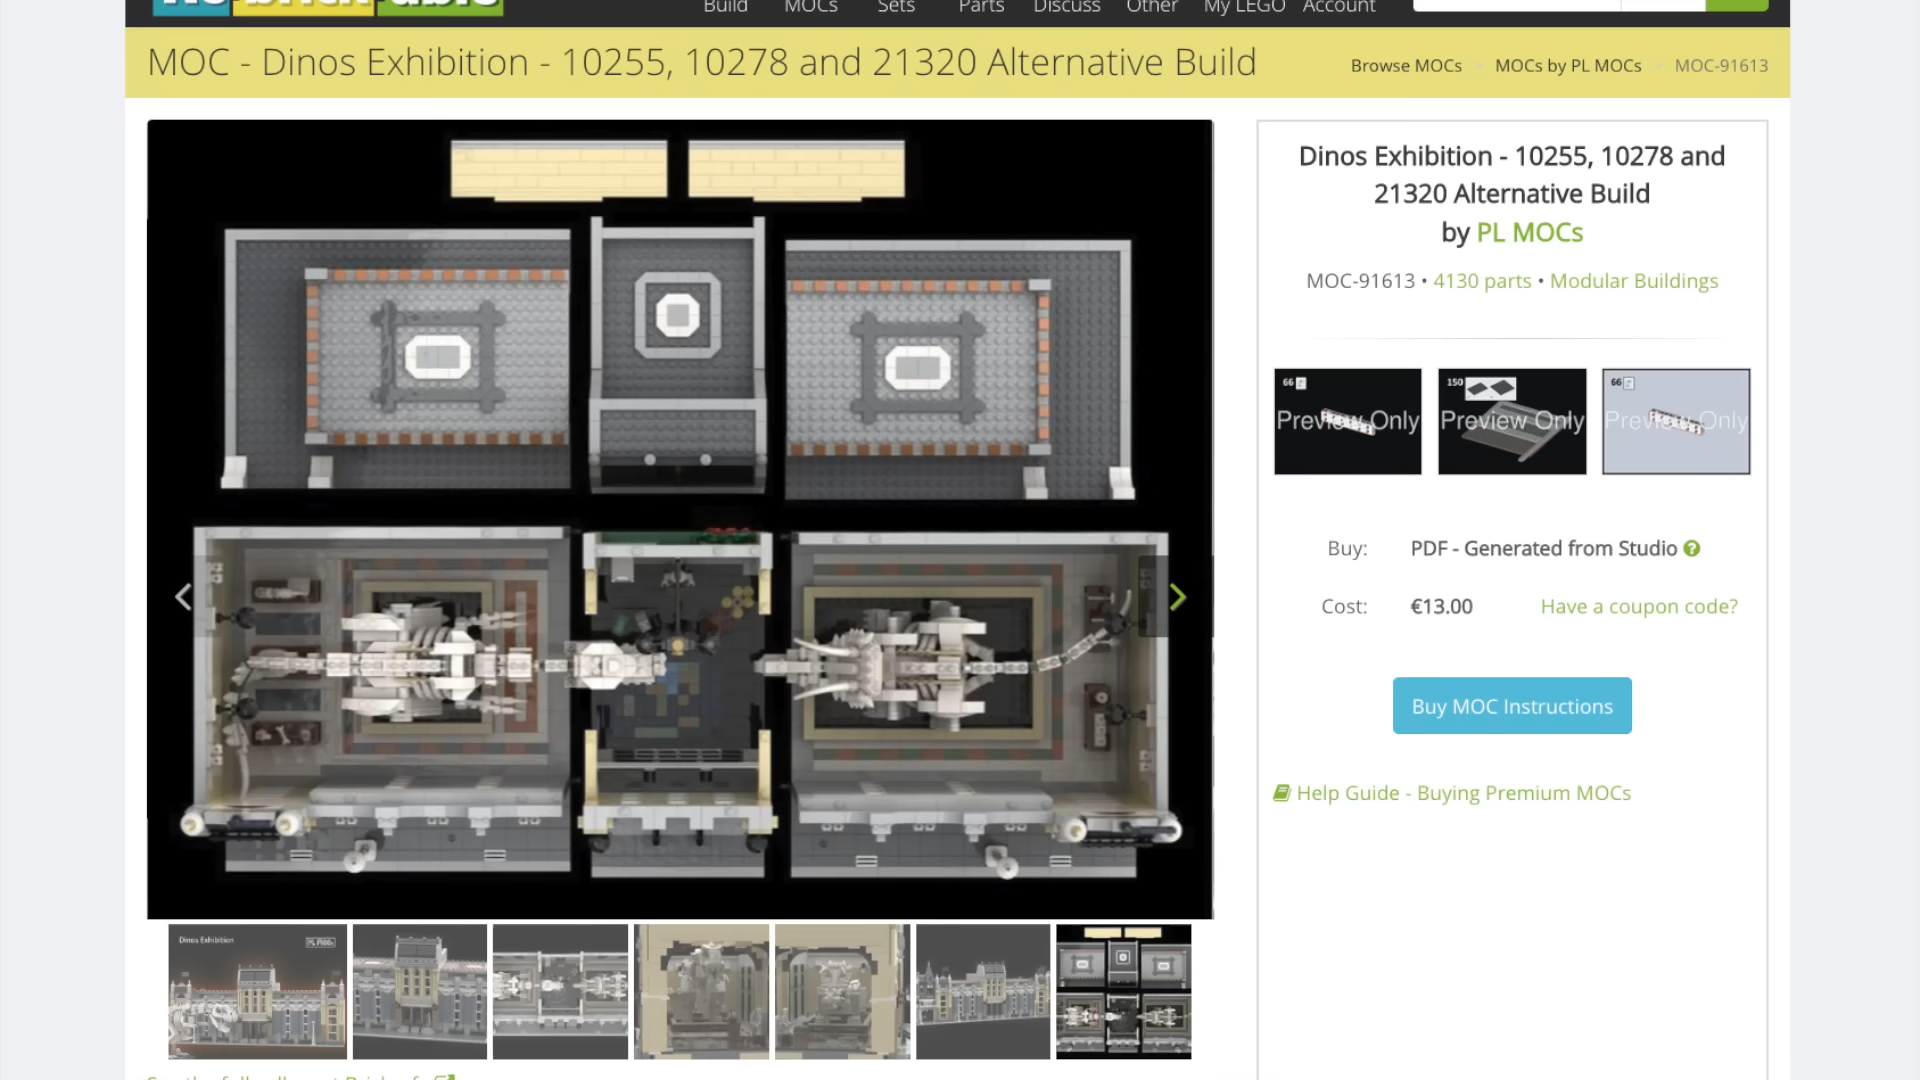 Build MOCs Sets Parts Discuss Other My LEGO Account
MOC - Dinos Exhibition - 10255, 10278 and 21320 Alternative Build
Browse MOCs MOCs by PL MOCs MOC-91613
Dinos Exhibition - 10255, 10278 and
21320 Alternative Build
by PL MOCs
MOC-91613 • 4130 parts • Modular Buildings
66 150 66
Preview Only Preview Only Preview Only
Buy: PDF - Generated from Studio
Cost: €13.00 Have a coupon code?
Buy MOC Instructions
Help Guide - Buying Premium MOCs
Dinos Exhibition